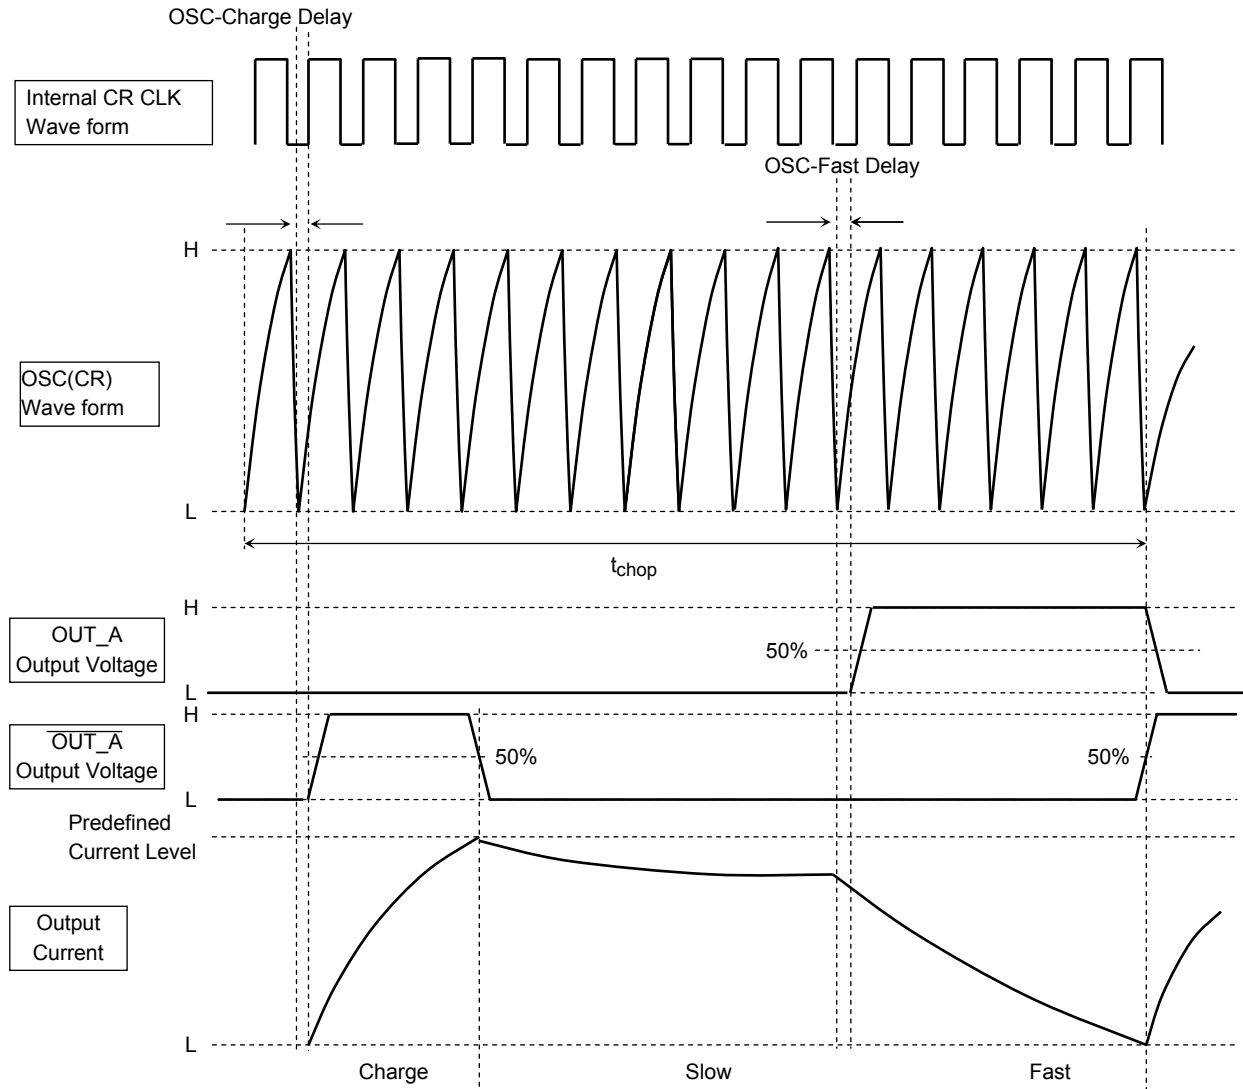 OSC-Charge Delay
Internal CR CLK
Wave form
OSC-Fast Delay
H
OSC(CR)
Wave form
L
tchop
H
OUT_A
Output Voltage
50%
L
H
OUT_A
Output Voltage
50%
50%
L
Predefined
Current Level
Output
Current
L
Charge
Slow
Fast